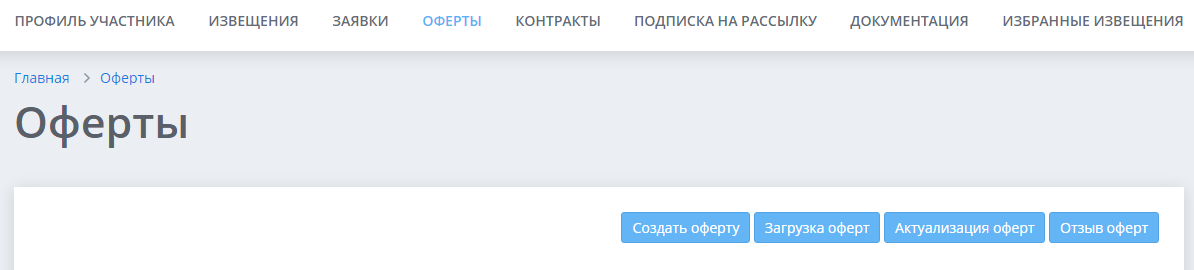 ПРОФИЛЬ УЧАСТНИКА ИЗВЕЩЕНИЯ ЗАЯВКИ ОФЕРТЫ КОНТРАКТЫ ПОДПИСКА НА РАССЫЛКУ ДОКУМЕНТАЦИЯ ИЗБРАННЫЕ ИЗВЕЩЕНИЯ
Главная > Оферты
Оферты
Создать оферту Загрузка оферт Актуализация оферт Отзыв оферт